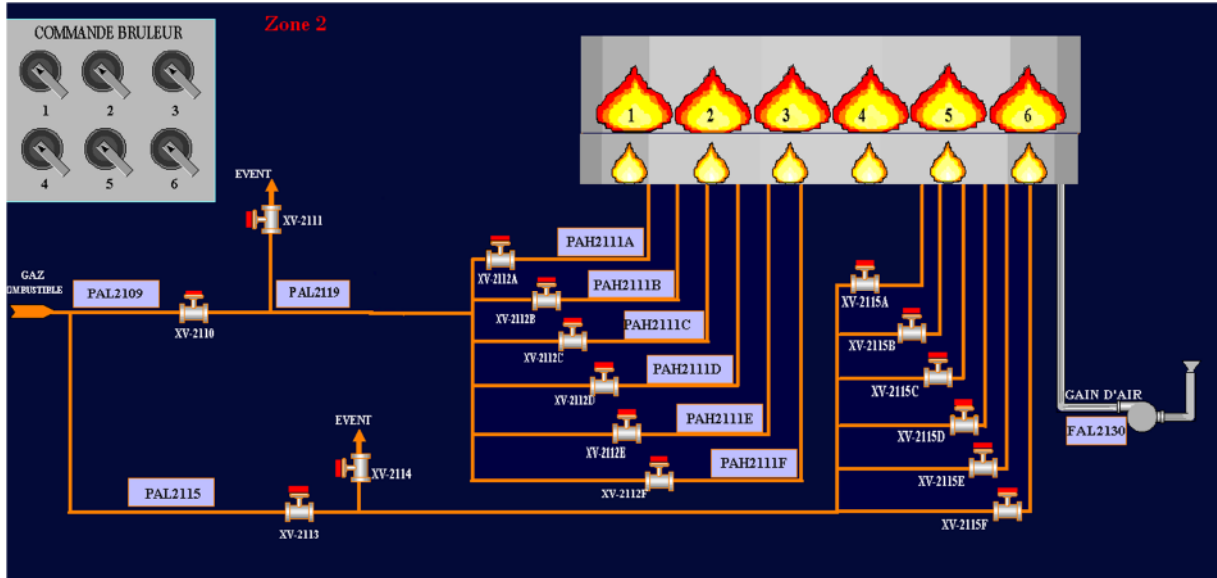 COMMANDE BRULEUR
1
2
3
4
5
6
Zone 2
1
2
3
4
5
6
EVENT
XV-2111
GAZ
OMBUSTIBLE
PAL2109
XV-2110
PAL2119
XV-2112A
PAH2111A
XV-2112B
PAH2111B
XV-2112C
PAH2111C
XV-2112D
PAH2111D
XV-2112E
PAH2111E
XV-2112F
PAH2111F
XV-2115A
XV-2115B
XV-2115C
XV-2115D
XV-2115E
XV-2115F
GAIN D'AIR
FAL2130
EVENT
XV-2114
PAL2115
XV-2113